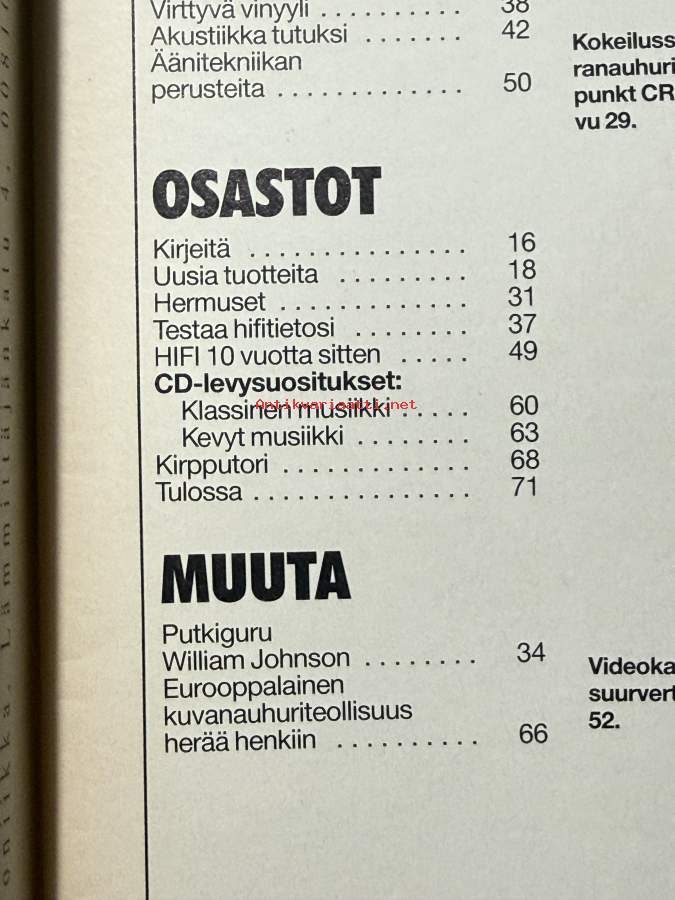 Virttyvä vinyyli . . . . . . . . . . 38
Akustiikka tutuksi . . . . . . . 42
Äänitekniikan
perusteita . . . . . . . . . . . . . 50
OSASTOT
Kirjeitä . . . . . . . . . . . . . . . 16
Uusia tuotteita . . . . . . . . . 18
Hermuset . . . . . . . . . . . . . 31
Testaa hifitietosi . . . . . . . . 37
HIFI 10 vuotta sitten . . . . . 49
CD-levysuositukset:
Klassinen musiikki . . . . . 60
Antikvariaatti.net
Kevyt musiikki . . . . . . . . 63
Kirpputori . . . . . . . . . . . . . 68
Tulossa . . . . . . . . . . . . . . . . 71
MUUTA
Putkiguru
William Johnson . . . . . . . . 34
Eurooppalainen
kuvanauhuriteollisuus
herää henkiin . . . . . . . . . . 66
Kokeiluss
ranauhuri
punkt CR
vu 29.
Videoka
suurvert
52.